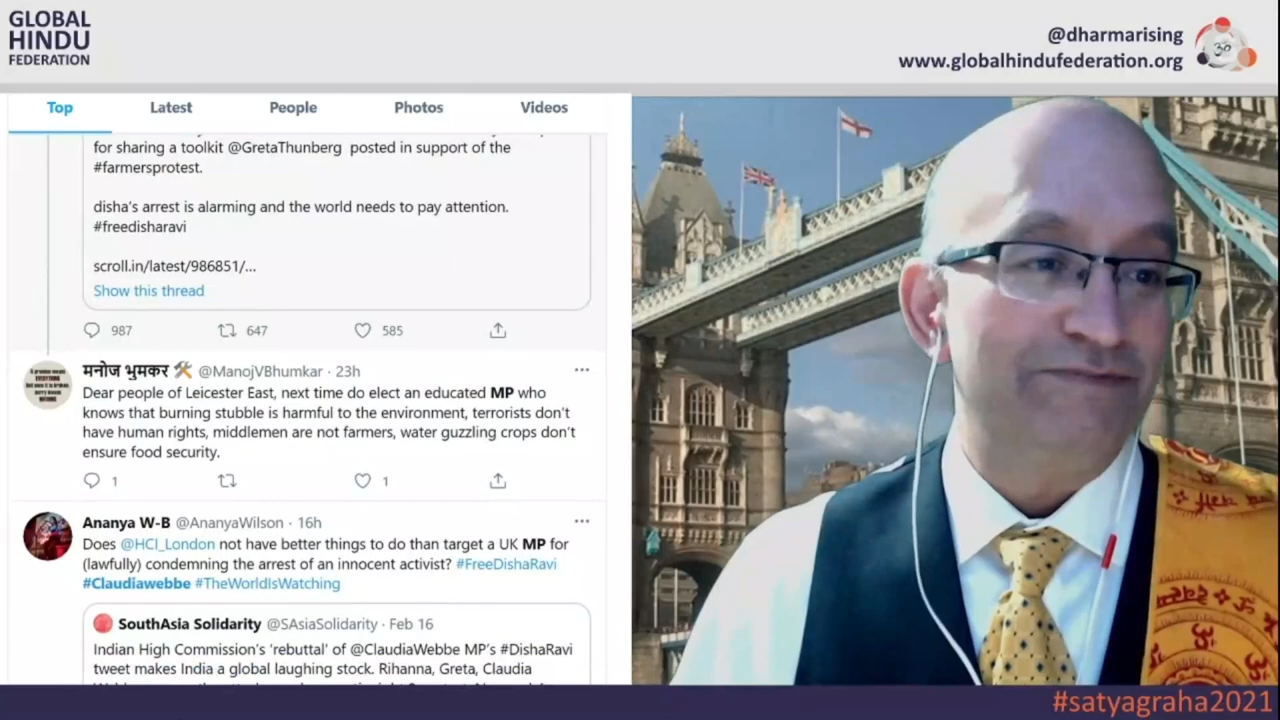 GLOBAL
HINDU
FEDERATION
@dharmarising
www.globalhindufederation.org
Top Latest People Photos Videos
for sharing a toolkit @GretaThunberg posted in support of the
#farmersprotest.
disha's arrest is alarming and the world needs to pay attention.
#freedisharavi
scroll.in/latest/986851/...
Show this thread
987 647 585
मनोज भुमकर 🛠 @ManojVBhumkar · 23h
Dear people of Leicester East, next time do elect an educated MP who
knows that burning stubble is harmful to the environment, terrorists don't
have human rights, middlemen are not farmers, water guzzling crops don't
ensure food security.
1 1
Ananya W-B @AnanyaWilson · 16h
Does @HCI_London not have better things to do than target a UK MP for
(lawfully) condemning the arrest of an innocent activist? #FreeDishaRavi
#Claudiawebbe #TheWorldIsWatching
SouthAsia Solidarity @SAsiaSolidarity · Feb 16
Indian High Commission's 'rebuttal' of @ClaudiaWebbe MP's #DishaRavi
tweet makes India a global laughing stock. Rihanna, Greta, Claudia
#satyagraha2021